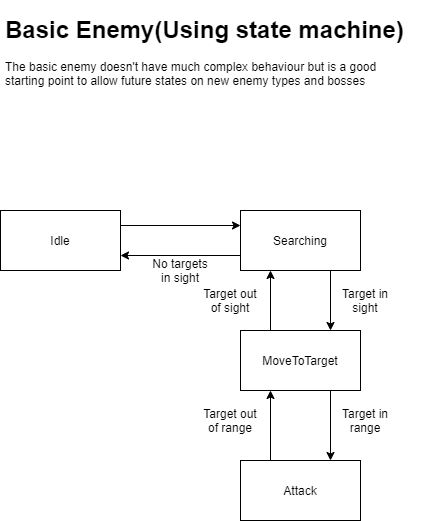 Basic Enemy(Using state machine)
The basic enemy doesn't have much complex behaviour but is a good
starting point to allow future states on new enemy types and bosses
Idle
Searching
No targets
in sight
Target out
of sight
Target in
sight
MoveToTarget
Target out
of range
Target in
range
Attack